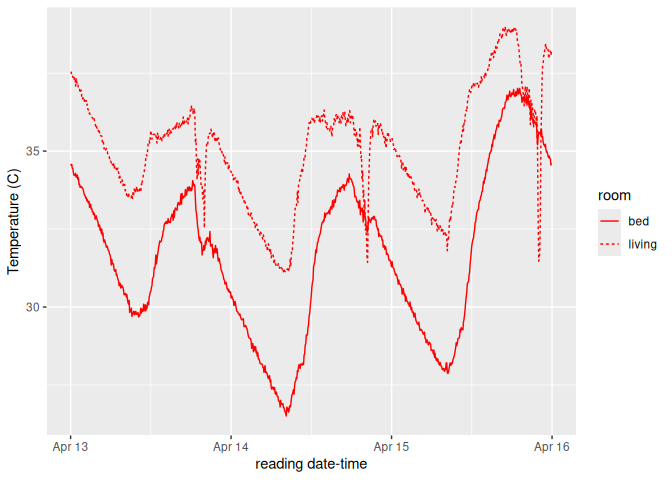 Temperature (C)
35
30
Apr 13
Apr 14
Apr 15
Apr 16
reading date-time
room
bed
living